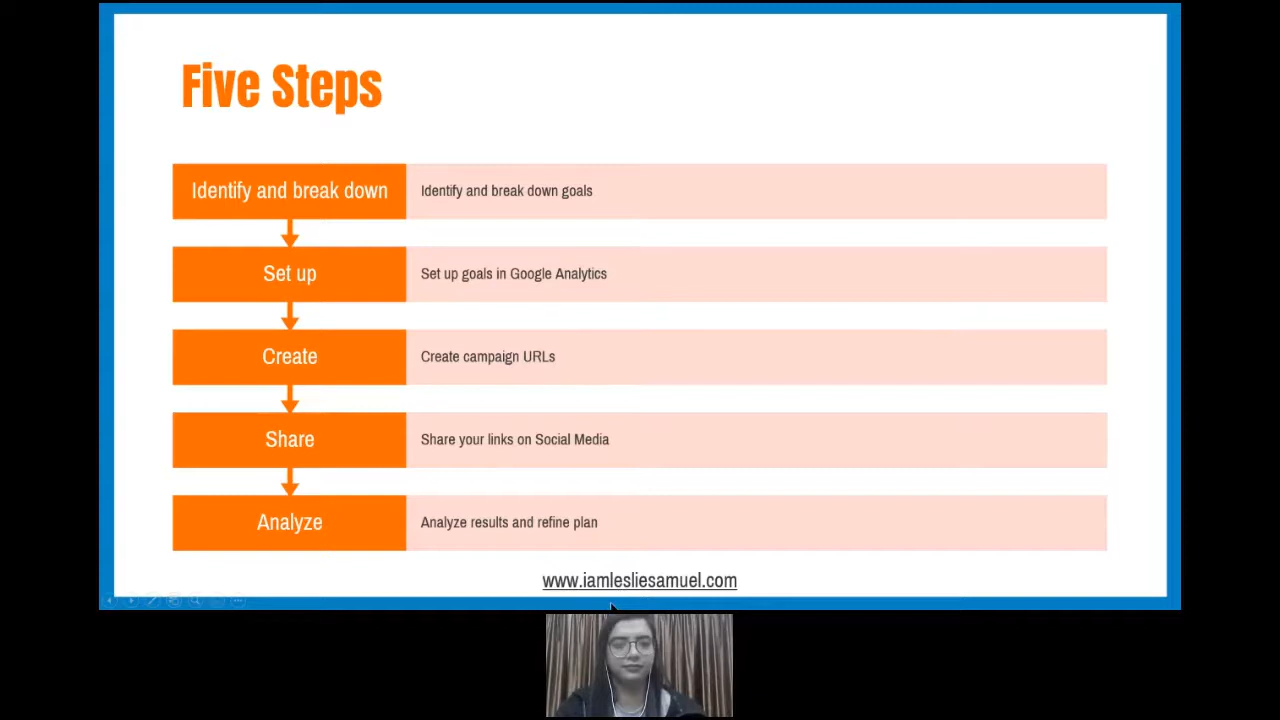 Five Steps
Identify and break down
Identify and break down goals
Set up
Set up goals in Google Analytics
Create
Create campaign URLs
Share
Share your links on Social Media
Analyze
Analyze results and refine plan
www.iamlesliesamuel.com